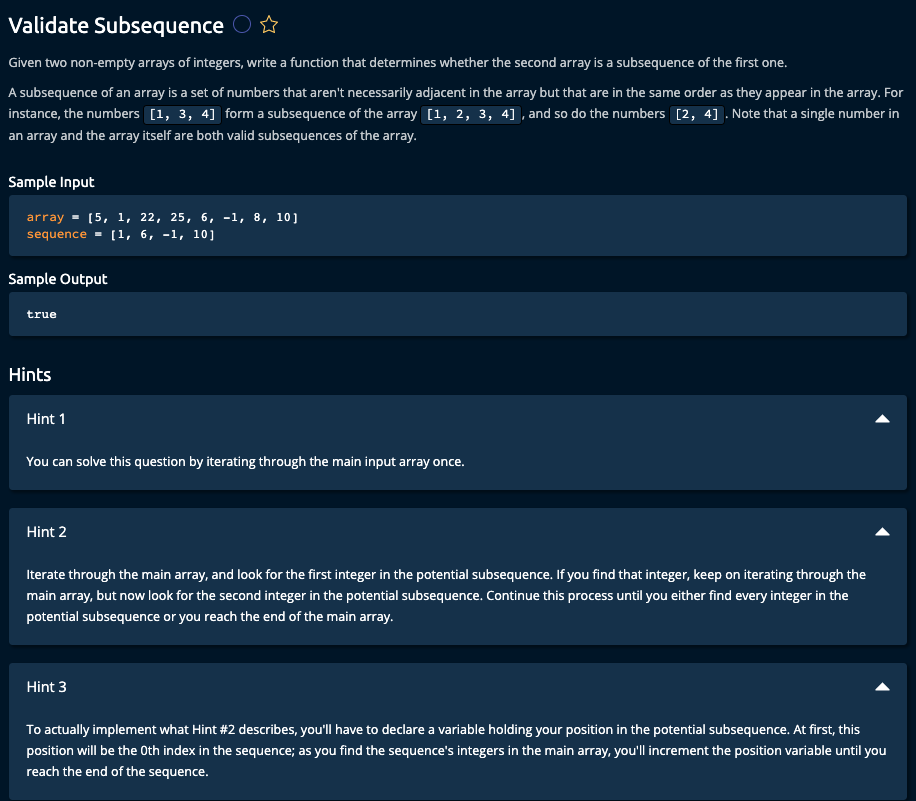 Validate Subsequence
Given two non-empty arrays of integers, write a function that determines whether the second array is a subsequence of the first one.
A subsequence of an array is a set of numbers that aren't necessarily adjacent in the array but that are in the same order as they appear in the array. For
instance, the numbers [1, 3, 4] form a subsequence of the array [1, 2, 3, 4], and so do the numbers [2, 4]. Note that a single number in
an array and the array itself are both valid subsequences of the array.
Sample Input
array = [5, 1, 22, 25, 6, -1, 8, 10]
sequence = [1, 6, -1, 10]
Sample Output
true
Hints
Hint 1
You can solve this question by iterating through the main input array once.
Hint 2
Iterate through the main array, and look for the first integer in the potential subsequence. If you find that integer, keep on iterating through the
main array, but now look for the second integer in the potential subsequence. Continue this process until you either find every integer in the
potential subsequence or you reach the end of the main array.
Hint 3
To actually implement what Hint #2 describes, you'll have to declare a variable holding your position in the potential subsequence. At first, this
position will be the 0th index in the sequence; as you find the sequence's integers in the main array, you'll increment the position variable until you
reach the end of the sequence.